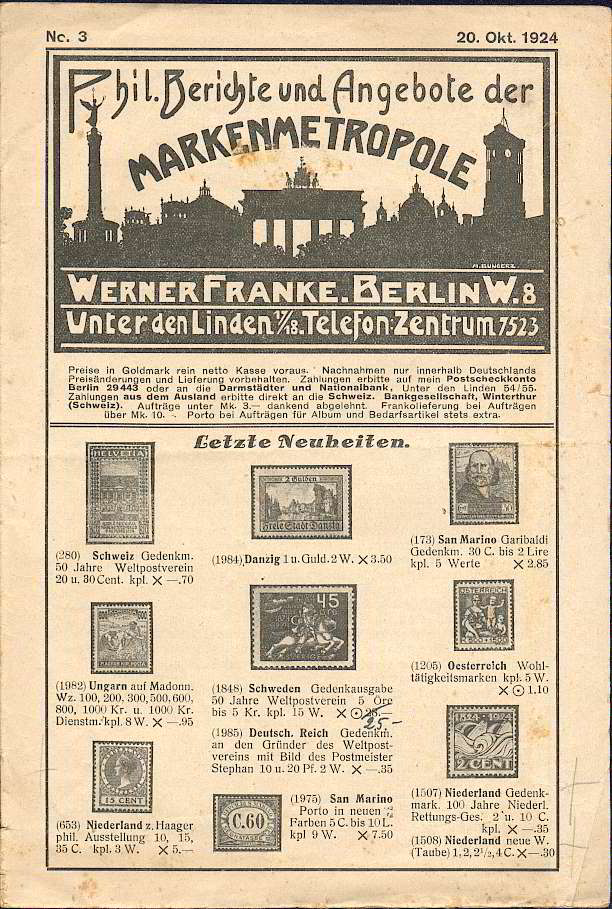 No. 3
20. Okt. 1924
Phil. Berichte und Angebote der
MARKENMETROPOLE
WERNER FRANKE. BERLIN W. 8
Unter den Linden 17/18. Telefon: Zentrum 7523
Preise in Goldmark rein netto Kasse voraus. Nachnahmen nur innerhalb Deutschlands
Preisänderungen und Lieferung vorbehalten. Zahlungen erbitte auf mein Postscheckkonto
Berlin 29443 oder an die Darmstädter und Nationalbank, Unter den Linden 54/55.
Zahlungen aus dem Ausland erbitte direkt an die Schweiz. Bankgesellschaft, Winterthur
(Schweiz). Aufträge unter Mk. 3.— dankend abgelehnt. Frankolieferung bei Aufträgen
über Mk. 10. -. Porto bei Aufträgen für Album und Bedarfsartikel stets extra.
Letzte Neuheiten.
HELVETIA
(280) Schweiz Gedenkm.
50 Jahre Weltpostverein
20 u. 30 Cent. kpl. × —.70
2 Gulden
Freie Stadt Danzig
(1984) Danzig 1 u. Guld. 2 W. × 3.50
(173) San Marino Garibaldi
Gedenkm. 30 C. bis 2 Lire
kpl. 5 Werte × 2.85
MAGYAR KIR. POSTA
(1982) Ungarn auf Madonn.
Wz. 100, 200, 300, 500, 600,
800, 1000 Kr. u. 1000 Kr.
Dienstm. kpl. 8 W. × —.95
45
SVERIGE
(1848) Schweden Gedenkausgabe
50 Jahre Weltpostverein 5 Öre
bis 5 Kr. kpl. 15 W. × ⊙ 26.—
25-
(1985) Deutsch. Reich Gedenkm.
an den Gründer des Weltpost-
vereins mit Bild des Postmeister
Stephan 10 u. 20 Pf. 2 W. × —.35
(1205) Oesterreich Wohl-
tätigkeitsmarken kpl. 5 W.
× ⊙ 1.10
15 CENT
(653) Niederland z. Haager
phil. Ausstellung 10, 15,
35 C. kpl. 3 W. × 5.—
C. 60
(1975) San Marino
Porto in neuen
Farben 5 C. bis 10 L.
kpl 9 W. × 7.50
1824 1924
2 CENT
(1507) Niederland Gedenk-
mark. 100 Jahre Niederl.
Rettungs-Ges. 2 u. 10 C.
kpl. × —.35
(1508) Niederland neue W.
(Taube) 1, 2, 2½, 4 C. × —.30